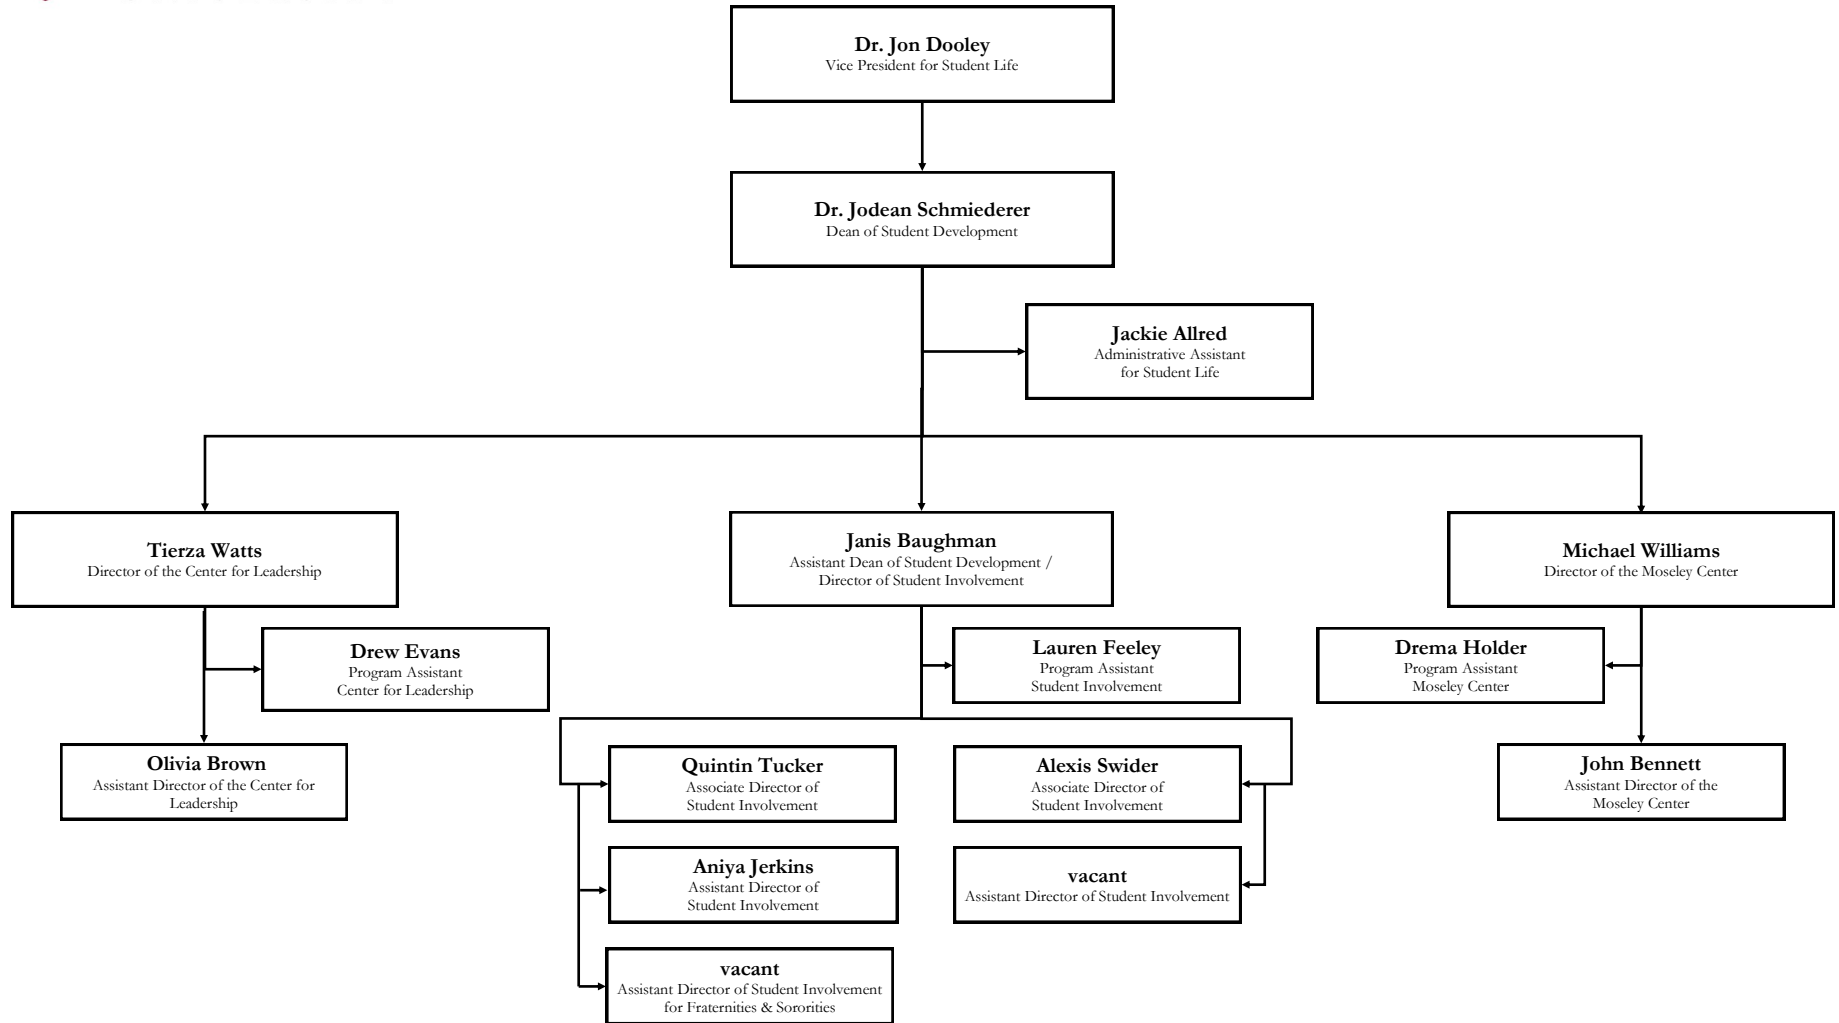 Dr. Jon Dooley
Vice President for Student Life
Dr. Jodean Schmiederer
Dean of Student Development
Jackie Allred
Administrative Assistant
for Student Life
Tierza Watts
Director of the Center for Leadership
Janis Baughman
Assistant Dean of Student Development /
Director of Student Involvement
Michael Williams
Director of the Moseley Center
Drew Evans
Program Assistant
Center for Leadership
Lauren Feeley
Program Assistant
Student Involvement
Drema Holder
Program Assistant
Moseley Center
Olivia Brown
Assistant Director of the Center for
Leadership
Quintin Tucker
Associate Director of
Student Involvement
Alexis Swider
Associate Director of
Student Involvement
John Bennett
Assistant Director of the
Moseley Center
Aniya Jerkins
Assistant Director of
Student Involvement
vacant
Assistant Director of Student Involvement
vacant
Assistant Director of Student Involvement
for Fraternities & Sororities